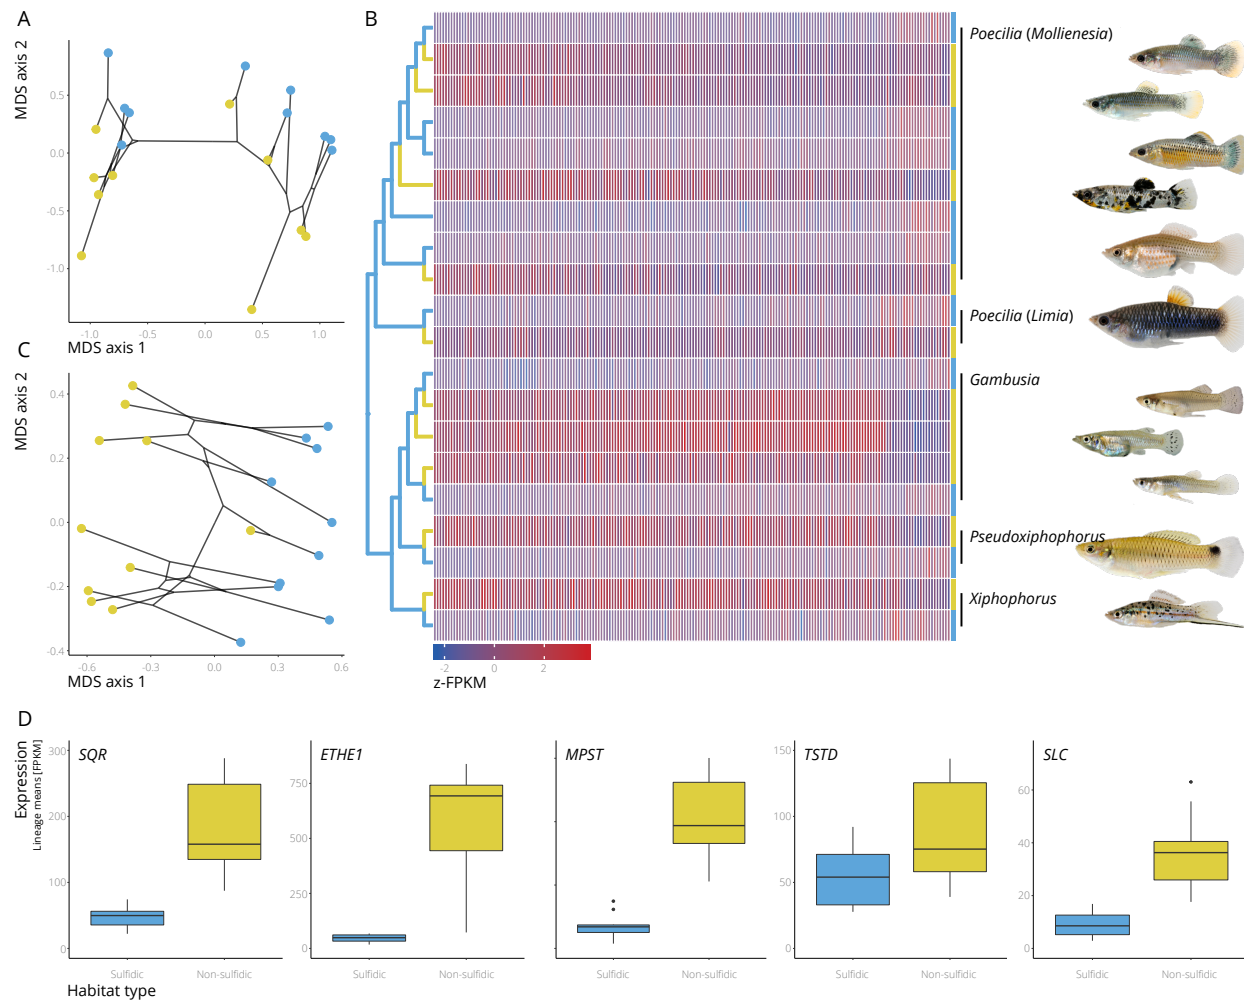 A
MDS axis 2
0.5
0.0
-0.5
-1.0
-1.0
-0.5
0.0
0.5
1.0
MDS axis 1
B
Poecilia (Mollienesia)
Poecilia (Limia)
Gambusia
Pseudoxiphophorus
Xiphophorus
-2
0
2
z-FPKM
C
MDS axis 2
0.4
0.2
0.0
-0.2
-0.4
-0.6
-0.3
0.0
0.3
0.6
MDS axis 1
D
Expression
Lineage means [FPKM]
SQR
300
200
100
0
Sulfidic
Non-sulfidic
ETHE1
750
500
250
0
Sulfidic
Non-sulfidic
MPST
Sulfidic
Non-sulfidic
TSTD
150
100
50
0
Sulfidic
Non-sulfidic
SLC
60
40
20
0
Sulfidic
Non-sulfidic
Habitat type